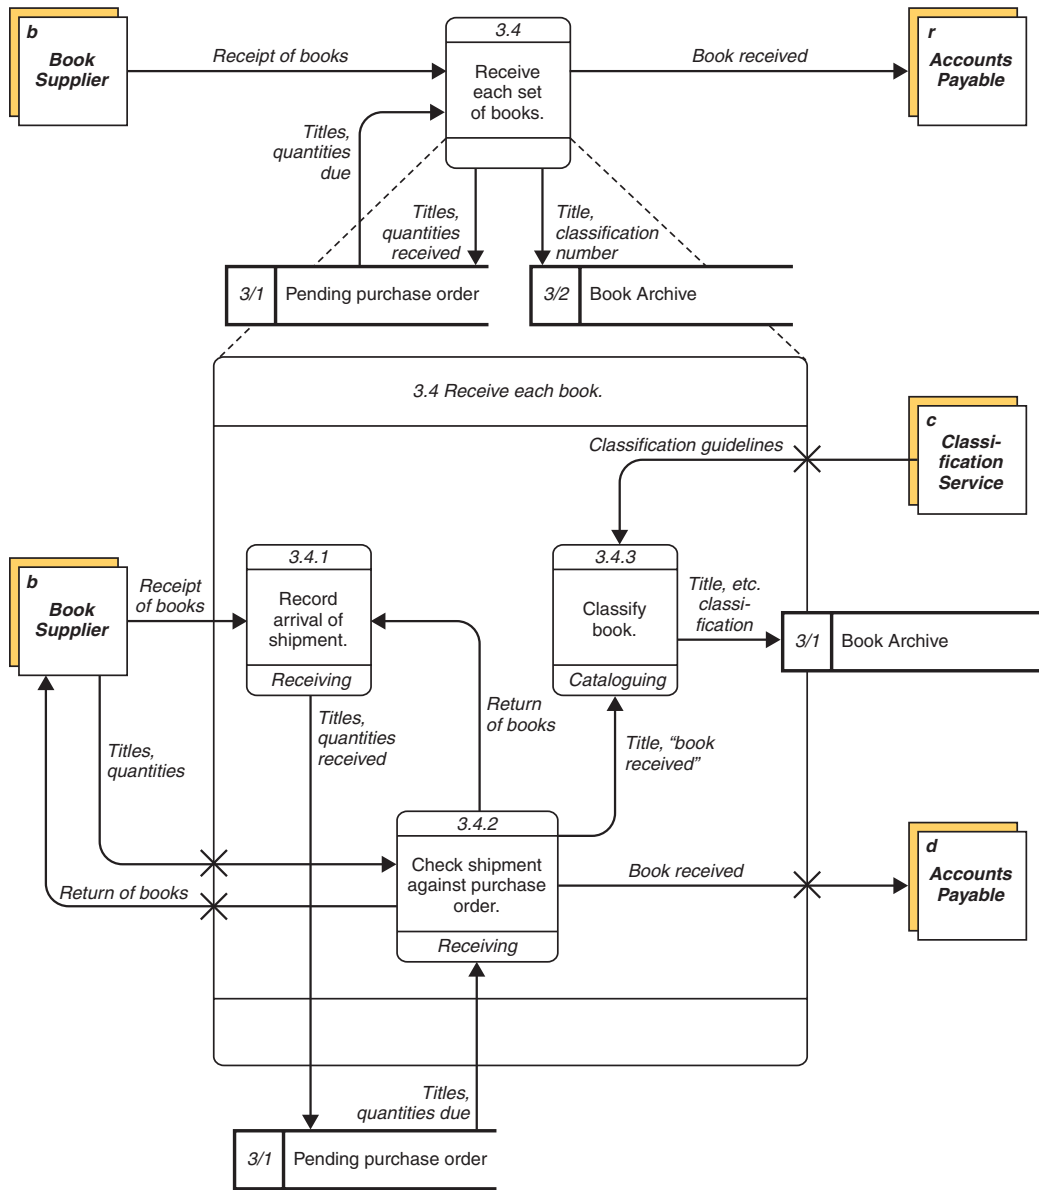 b
Book
Supplier
Receipt of books
3.4
Receive
each set
of books.
Book received
r
Accounts
Payable
Titles,
quantities
due
Titles,
quantities
received
Title,
classification
number
3/1
Pending purchase order
3/2
Book Archive
3.4 Receive each book.
Classification guidelines
c
Classi-
fication
Service
b
Book
Supplier
Receipt
of books
3.4.1
Record
arrival of
shipment.
Receiving
3.4.3
Classify
book.
Cataloguing
Title, etc.
classi-
fication
3/1
Book Archive
Titles,
quantities
Titles,
quantities
received
Return
of books
Title, “book
received”
3.4.2
Check shipment
against purchase
order.
Receiving
Return of books
Book received
d
Accounts
Payable
Titles,
quantities due
3/1
Pending purchase order